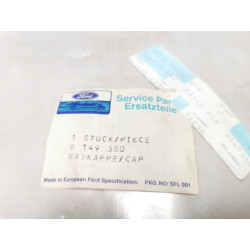 Ford
Service Parts
Ersatzteile
1 STUCK/PIECE
6 149 380
RADKAPPE/CAP
Made to European Ford Specification.
PKG.NO: SFL 001